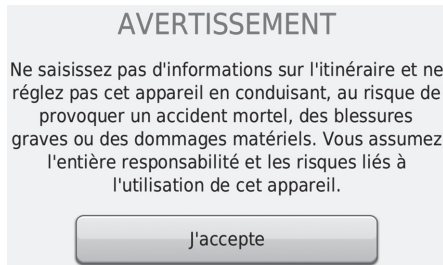 AVERTISSEMENT
Ne saisissez pas d'informations sur l'itinéraire et ne
réglez pas cet appareil en conduisant, au risque de
provoquer un accident mortel, des blessures
graves ou des dommages matériels. Vous assumez
l'entière responsabilité et les risques liés à
l'utilisation de cet appareil.
J'accepte